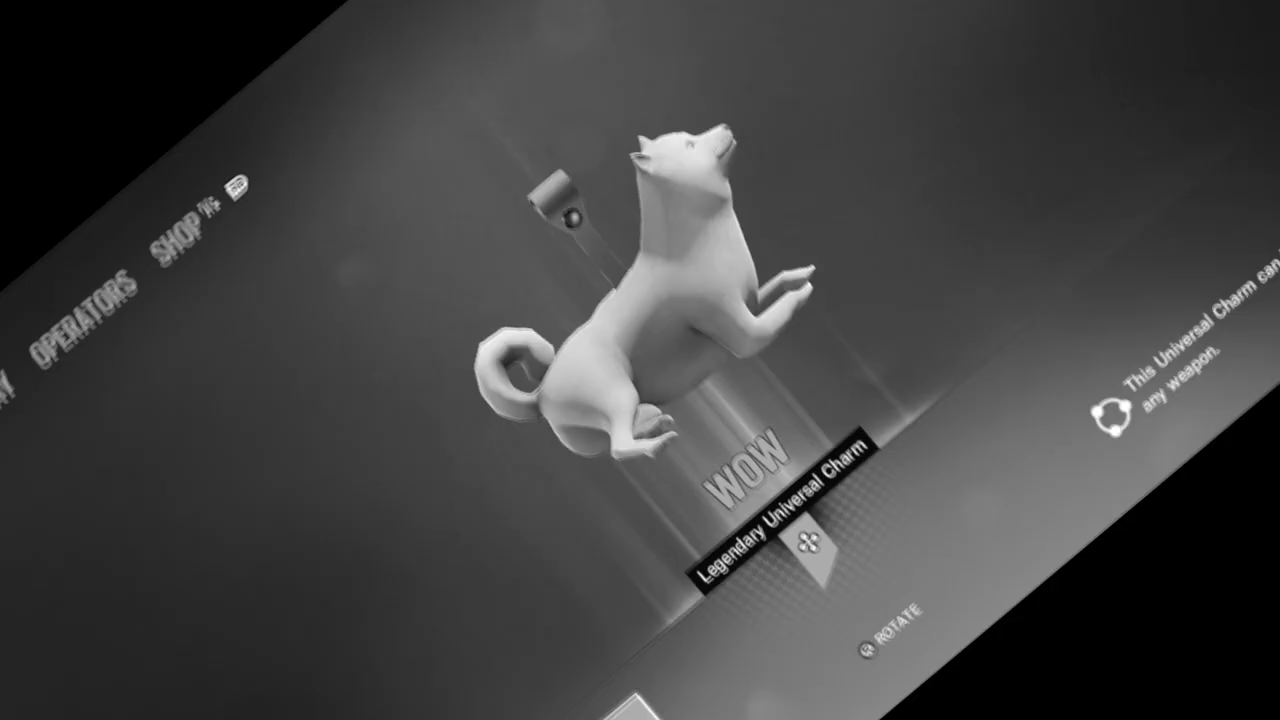 OPERATORS SHOP
WOW
Legendary Universal Charm
This Universal Charm can
any weapon.
ROTATE